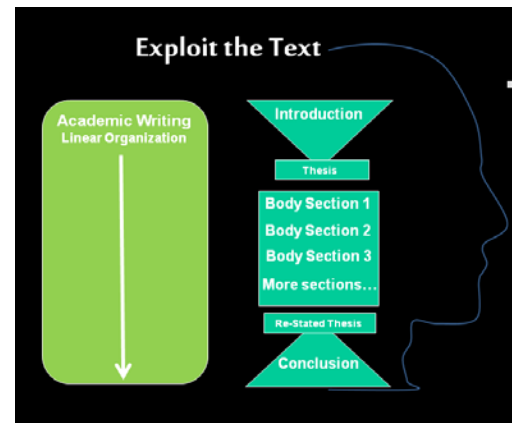 Exploit the Text
Academic Writing
Linear Organization
Introduction
Thesis
Body Section 1
Body Section 2
Body Section 3
More sections…
Re-Stated Thesis
Conclusion